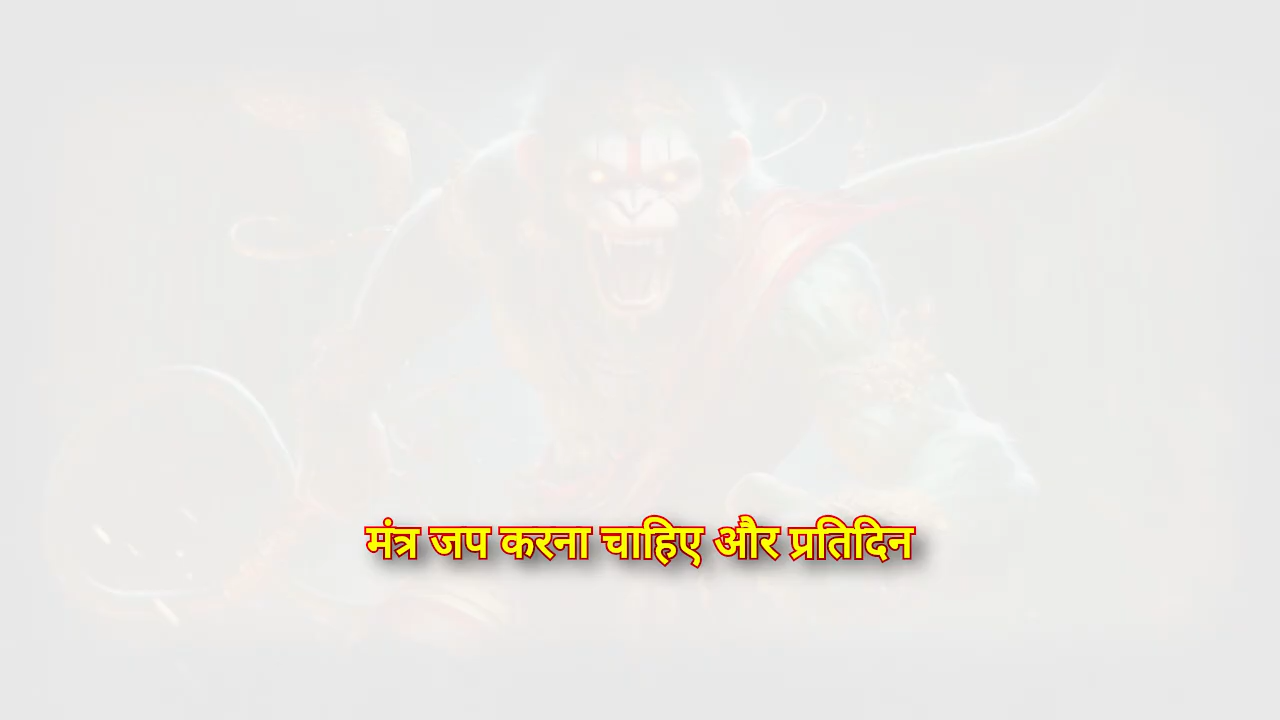 मंत्र जप करना चाहिए और प्रतिदिन